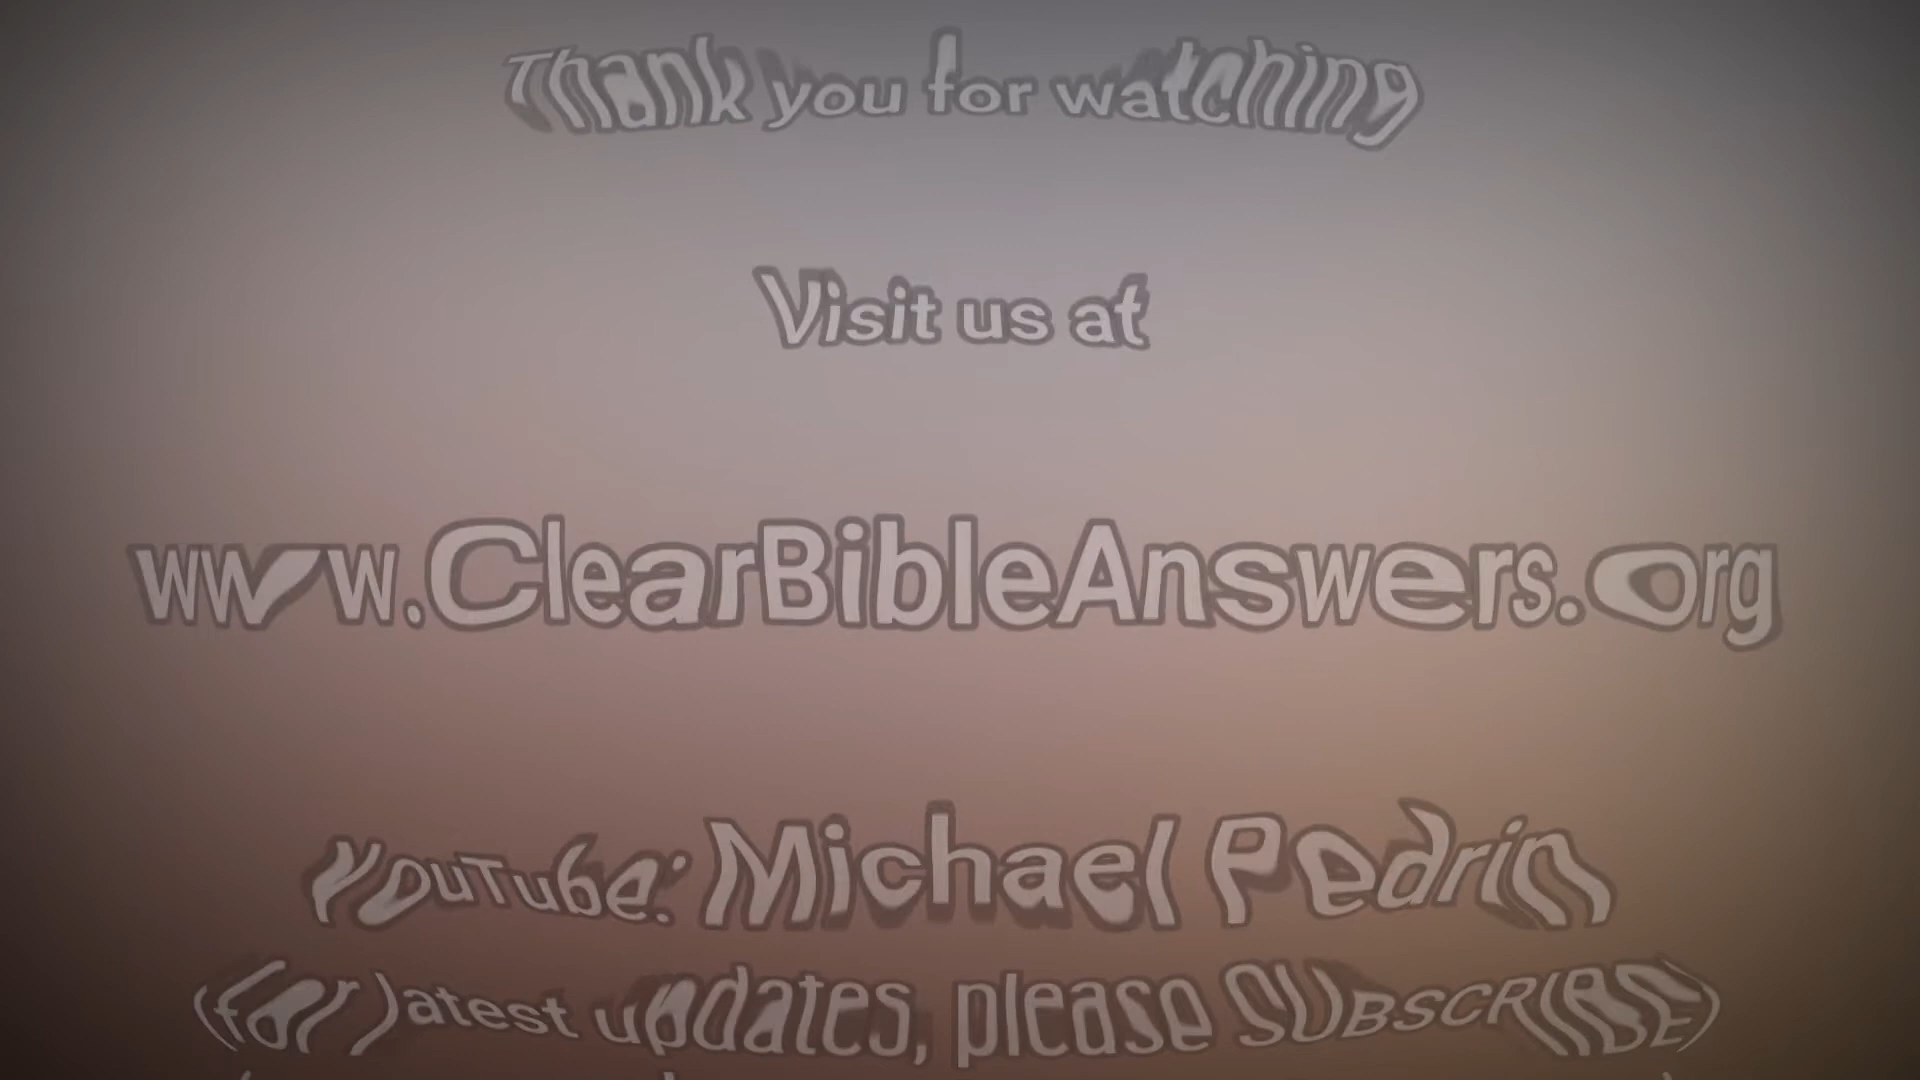 Thank you for watching
Visit us at
www.ClearBibleAnswers.org
YouTube: Michael Pedrin
(for latest updates, please SUBSCRIBE)